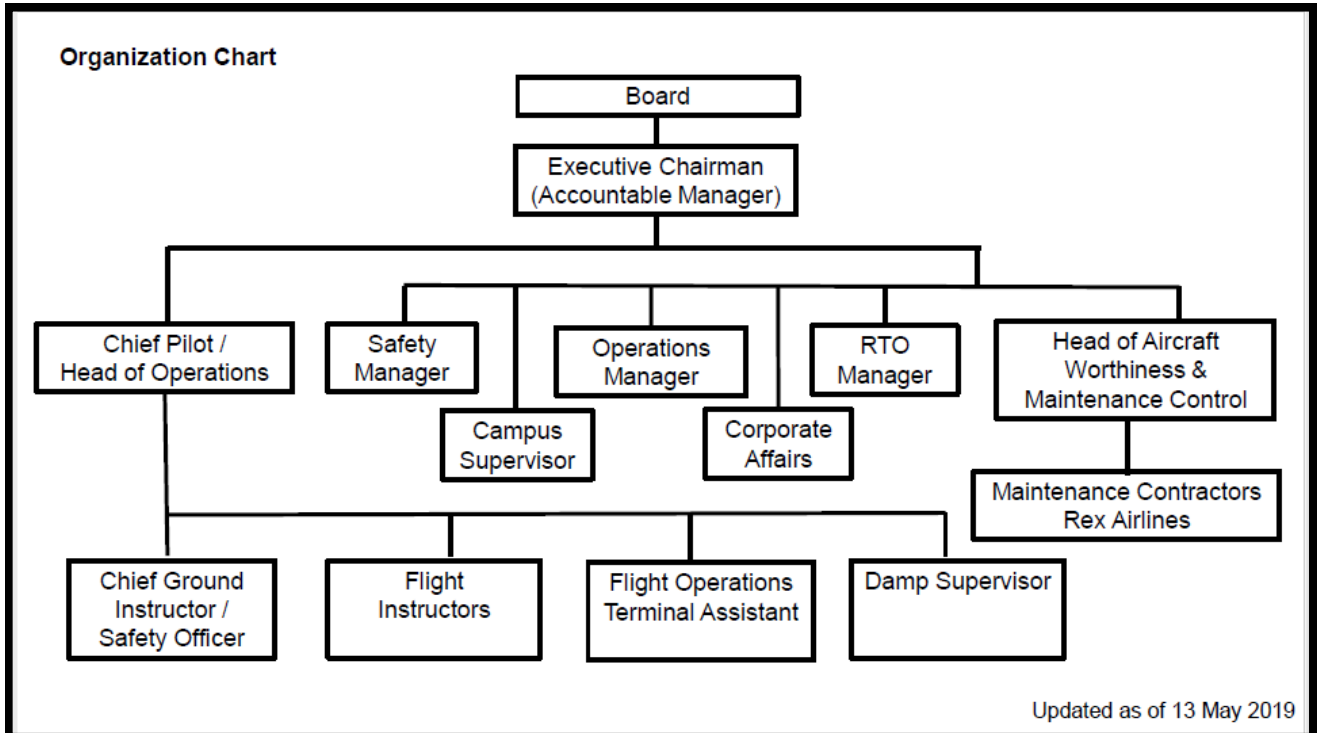 Organization Chart
Board
Executive Chairman
(Accountable Manager)
Chief Pilot /
Head of Operations
Safety
Manager
Operations
Manager
RTO
Manager
Head of Aircraft
Worthiness &
Maintenance Control
Campus
Supervisor
Corporate
Affairs
Maintenance Contractors
Rex Airlines
Chief Ground
Instructor /
Safety Officer
Flight
Instructors
Flight Operations
Terminal Assistant
Damp Supervisor
Updated as of 13 May 2019